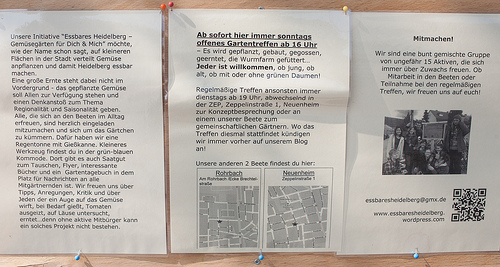 Unsere Initiative "Essbares Heidelberg –
Gemüsegärten für Dich & Mich" möchte,
wie der Name schon sagt, auf kleineren
Flächen in der Stadt verteilt Gemüse
anpflanzen und damit Heidelberg essbar
machen.
Eine große Ernte steht dabei nicht im
Vordergrund - das gepflanzte Gemüse
soll Allen zur Verfügung stehen und
einen Denkanstoß zum Thema
Regionalität und Saisonalität geben.
Alle, die sich an den Beeten im Alltag
erfreuen, sind herzlich eingeladen
mitzumachen und sich um das Gärtchen
zu kümmern. Dafür haben wir eine
Regentonne mit Gießkanne. Kleineres
Werkzeug findest du in der grün-blauen
Kommode. Dort gibt es auch Saatgut
zum Tauschen, Flyer, interessante
Bücher und ein Gartentagebuch in dem
Platz für Nachrichten an alle
Mitgärtnernden ist. Wir freuen uns über
Tipps, Anregungen, Kritik und über
Jeden der ein Auge auf das Gemüse
wirft, bei Bedarf gießt, Tomaten
ausgeizt, auf Läuse untersucht,
erntet...denn ohne aktive Mitbürger kann
ein solches Projekt nicht bestehen.
Ab sofort hier immer sonntags
offenes Gartentreffen ab 16 Uhr
– Es wird gepflanzt, gebaut, gegossen,
geerntet, die Wurmfarm gefüttert...
Jeder ist willkommen, ob jung, ob
alt, ob mit oder ohne grünen Daumen!
Regelmäßige Treffen ansonsten immer
dienstags ab 19 Uhr, abwechselnd in
der ZEP, Zeppelinstraße 1, Neuenheim
zur Konzeptbesprechung oder an
einem unserer Beete zum
gemeinschaftlichen Gärtnern. Wo das
Treffen diesmal stattfindet kündigen
wir immer vorher auf unserem Blog
an!
Unsere anderen 2 Beete findest du hier:
Rohrbach
Am Rohrbach /Ecke Brechtel-
straße
Neuenheim
Zeppelinstraße 1
Mitmachen!
Wir sind eine bunt gemischte Gruppe
von ungefähr 15 Aktiven, die sich
immer über Zuwachs freuen. Ob
Mitarbeit in den Beeten oder
Teilnahme bei den regelmäßigen
Treffen, wir freuen uns auf euch!
essbaresheidelberg@gmx.de
www.essbaresheidelberg.
wordpress.com